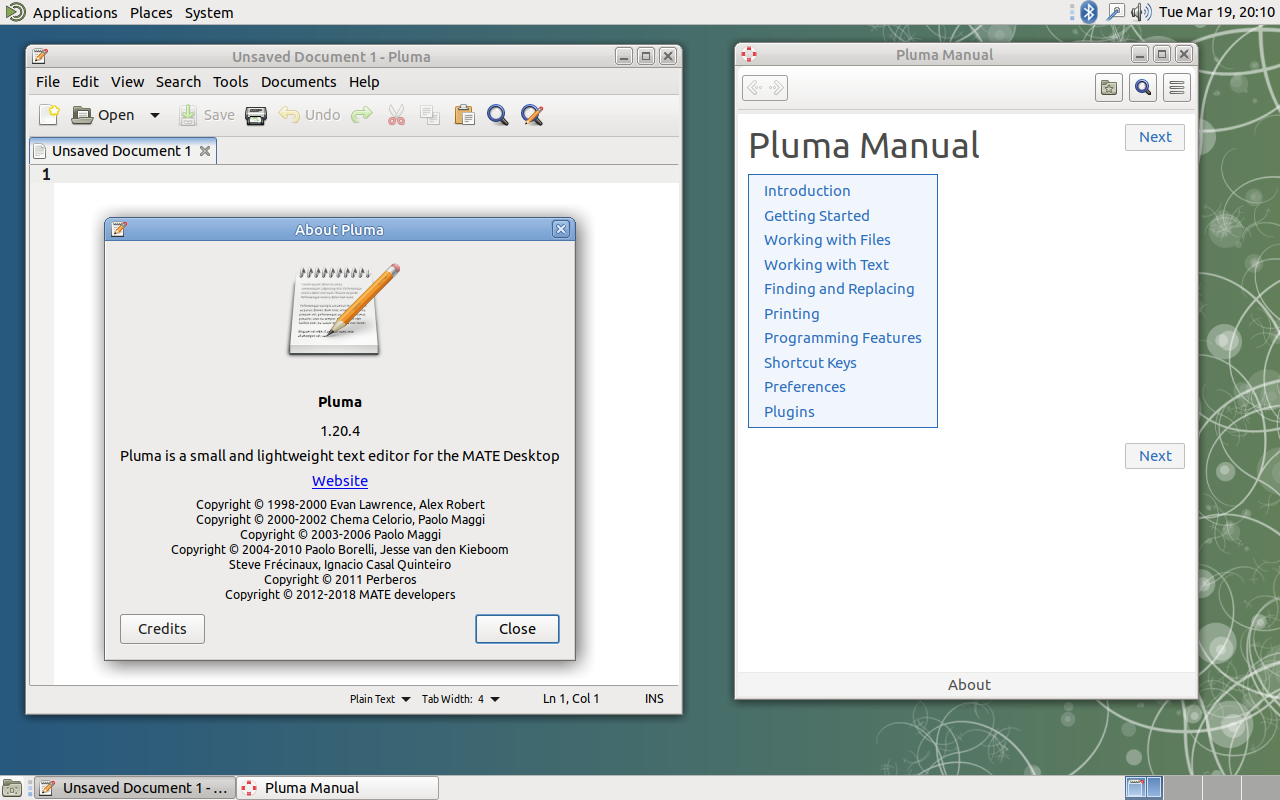 Applications Places System
Tue Mar 19, 20:10
Unsaved Document 1 - Pluma
File Edit View Search Tools Documents Help
Open Save Undo
Unsaved Document 1
1
About Pluma
Pluma
1.20.4
Pluma is a small and lightweight text editor for the MATE Desktop
Website
Copyright © 1998-2000 Evan Lawrence, Alex Robert
Copyright © 2000-2002 Chema Celorio, Paolo Maggi
Copyright © 2003-2006 Paolo Maggi
Copyright © 2004-2010 Paolo Borelli, Jesse van den Kieboom
Steve Frécinaux, Ignacio Casal Quinteiro
Copyright © 2011 Perberos
Copyright © 2012-2018 MATE developers
Credits Close
Plain Text Tab Width: 4 Ln 1, Col 1 INS
Pluma Manual
Pluma Manual
Next
Introduction
Getting Started
Working with Files
Working with Text
Finding and Replacing
Printing
Programming Features
Shortcut Keys
Preferences
Plugins
Next
About
Unsaved Document 1 - ...
Pluma Manual